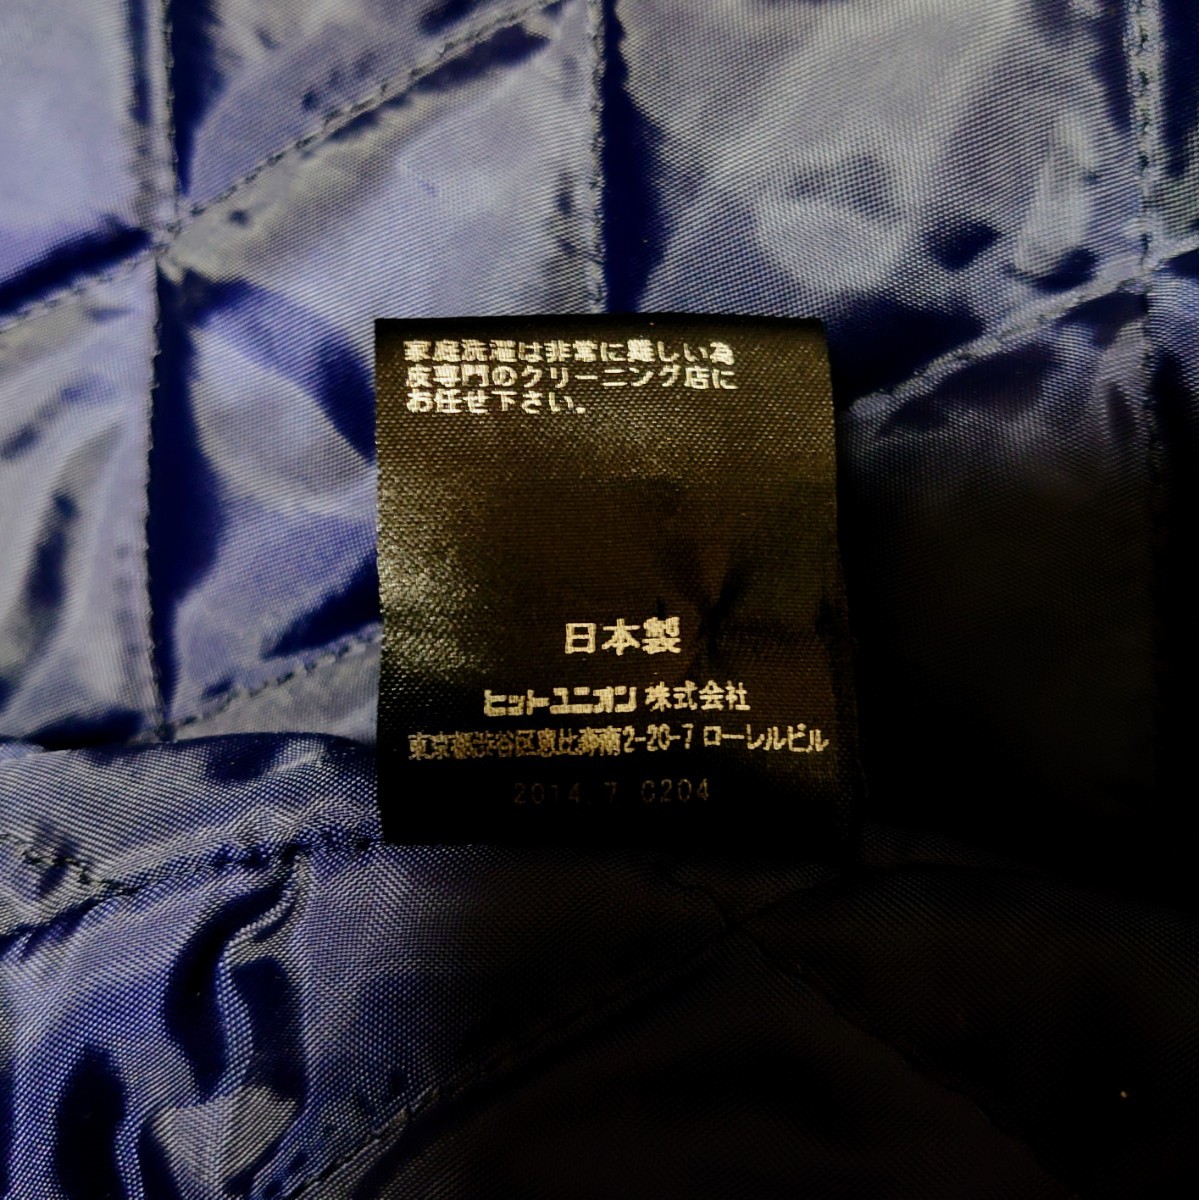 家庭洗濯は非常に難しい為
皮専門のクリーニング店に
お任せ下さい。
日本製
ヒットユニオン 株式会社
東京都渋谷区恵比寿南2-20-7 ローレルビル
2014.7 0204